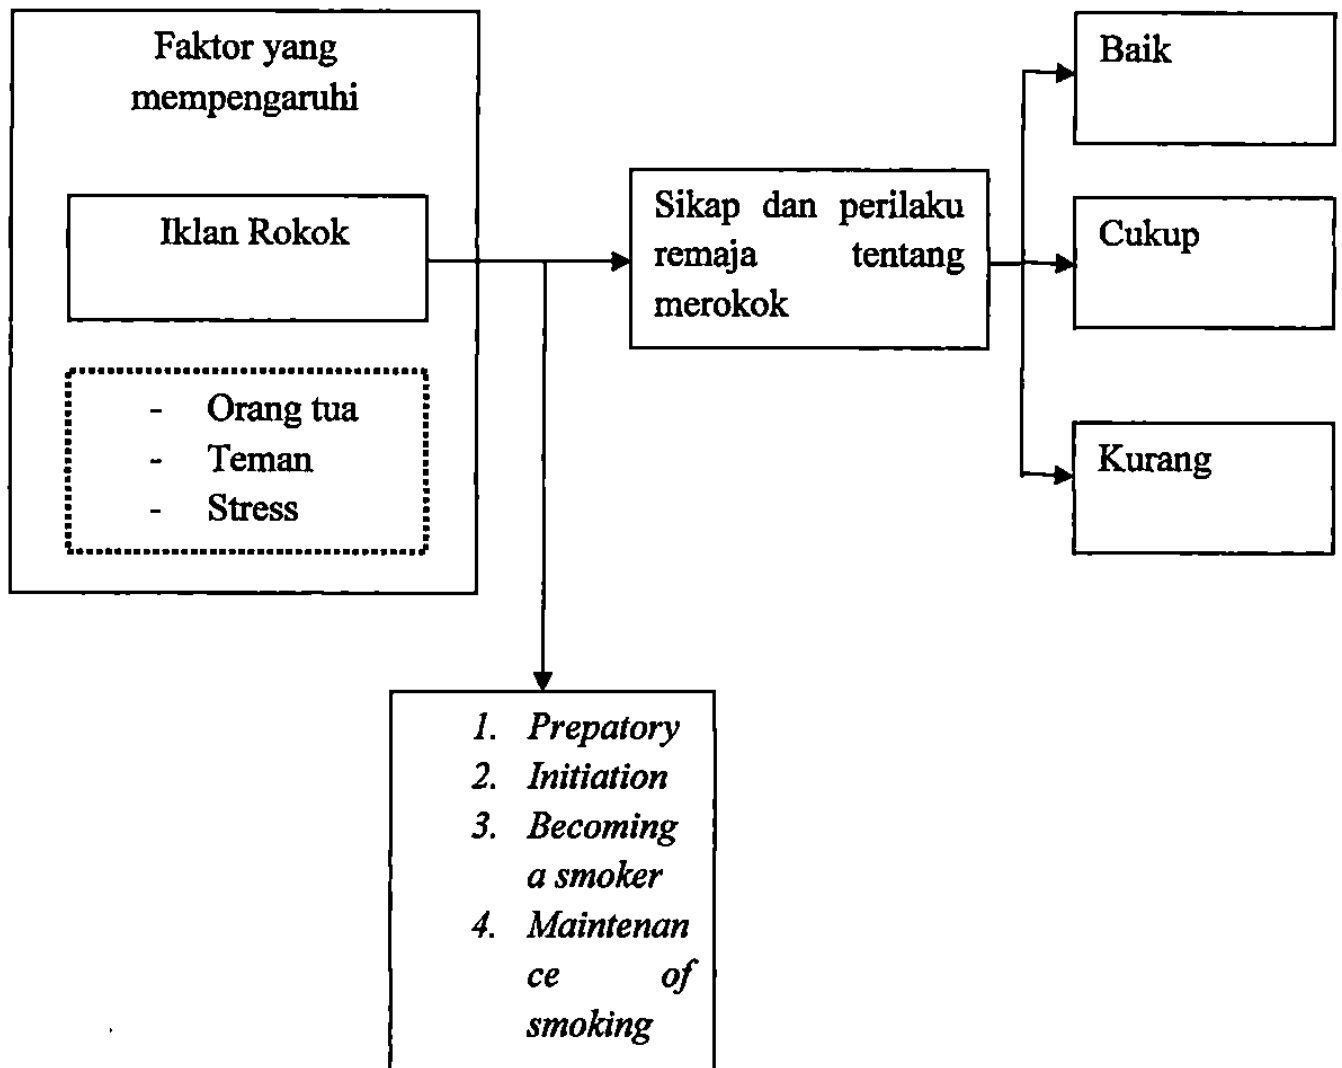 Faktor yang
mempengaruhi
Iklan Rokok
- Orang tua
- Teman
- Stress
Sikap dan perilaku
remaja tentang
merokok
Baik
Cukup
Kurang
1. Prepatory
2. Initiation
3. Becoming
a smoker
4. Maintenan
ce of
smoking